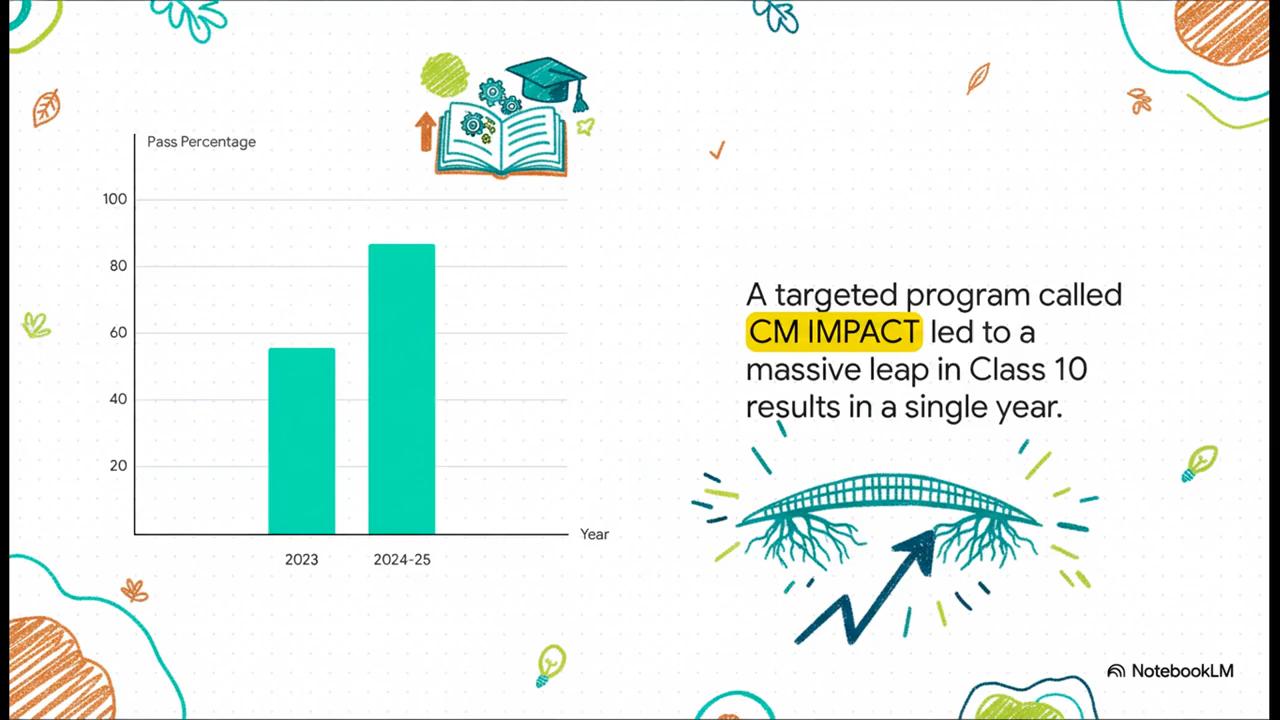 Pass Percentage
100
80
60
40
20
Year
2023
2024-25
A targeted program called
CM IMPACT led to a
massive leap in Class 10
results in a single year.
NotebookLM